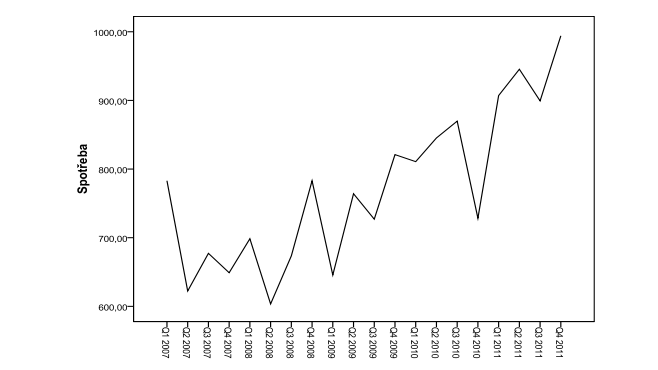 1000,00
900,00
800,00
700,00
600,00
Spotřeba
Q1 2007
Q2 2007
Q3 2007
Q4 2007
Q1 2008
Q2 2008
Q3 2008
Q4 2008
Q1 2009
Q2 2009
Q3 2009
Q4 2009
Q1 2010
Q2 2010
Q3 2010
Q4 2010
Q1 2011
Q2 2011
Q3 2011
Q4 2011